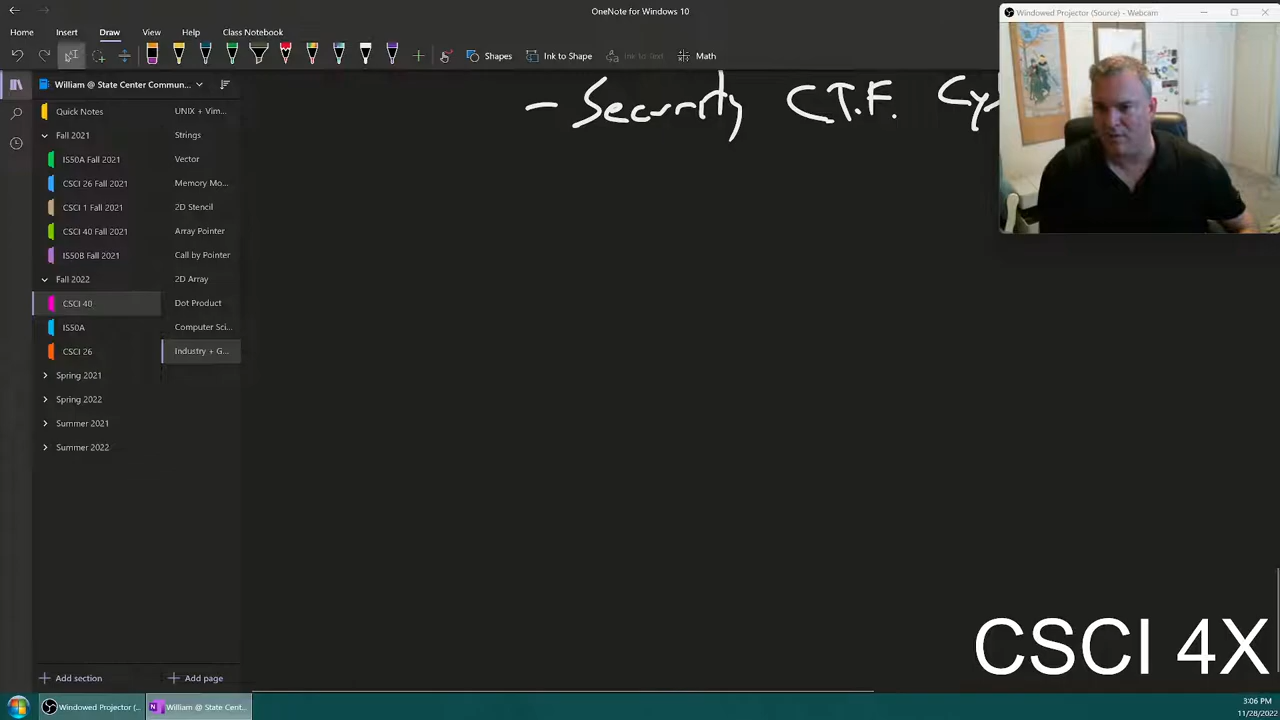 OneNote for Windows 10
Windowed Projector (Source) - Webcam
Insert
Draw
View
Class Notebook
Shapes
Ink to Shape
Ink to Text
Math
William @ State Center Commun...
Quick Notes
Fall 2021
IS50A Fall 2021
CSCI 26 Fall 2021
CSCI 1 Fall 2021
CSCI 40 Fall 2021
IS50B Fall 2021
Fall 2022
CSCI 40
IS50A
CSCI 26
Spring 2021
Spring 2022
Summer 2021
Summer 2022
UNIX + Vim...
Strings
Vector
Memory Mo...
2D Stencil
Array Pointer
Call by Pointer
2D Array
Dot Product
Computer Sci...
Industry + G...
- Security C.T.F. Cy
CSCI 4X
Add section
Add page
Windowed Projector (...
William @ State Cent...
3:06 PM
11/28/2022